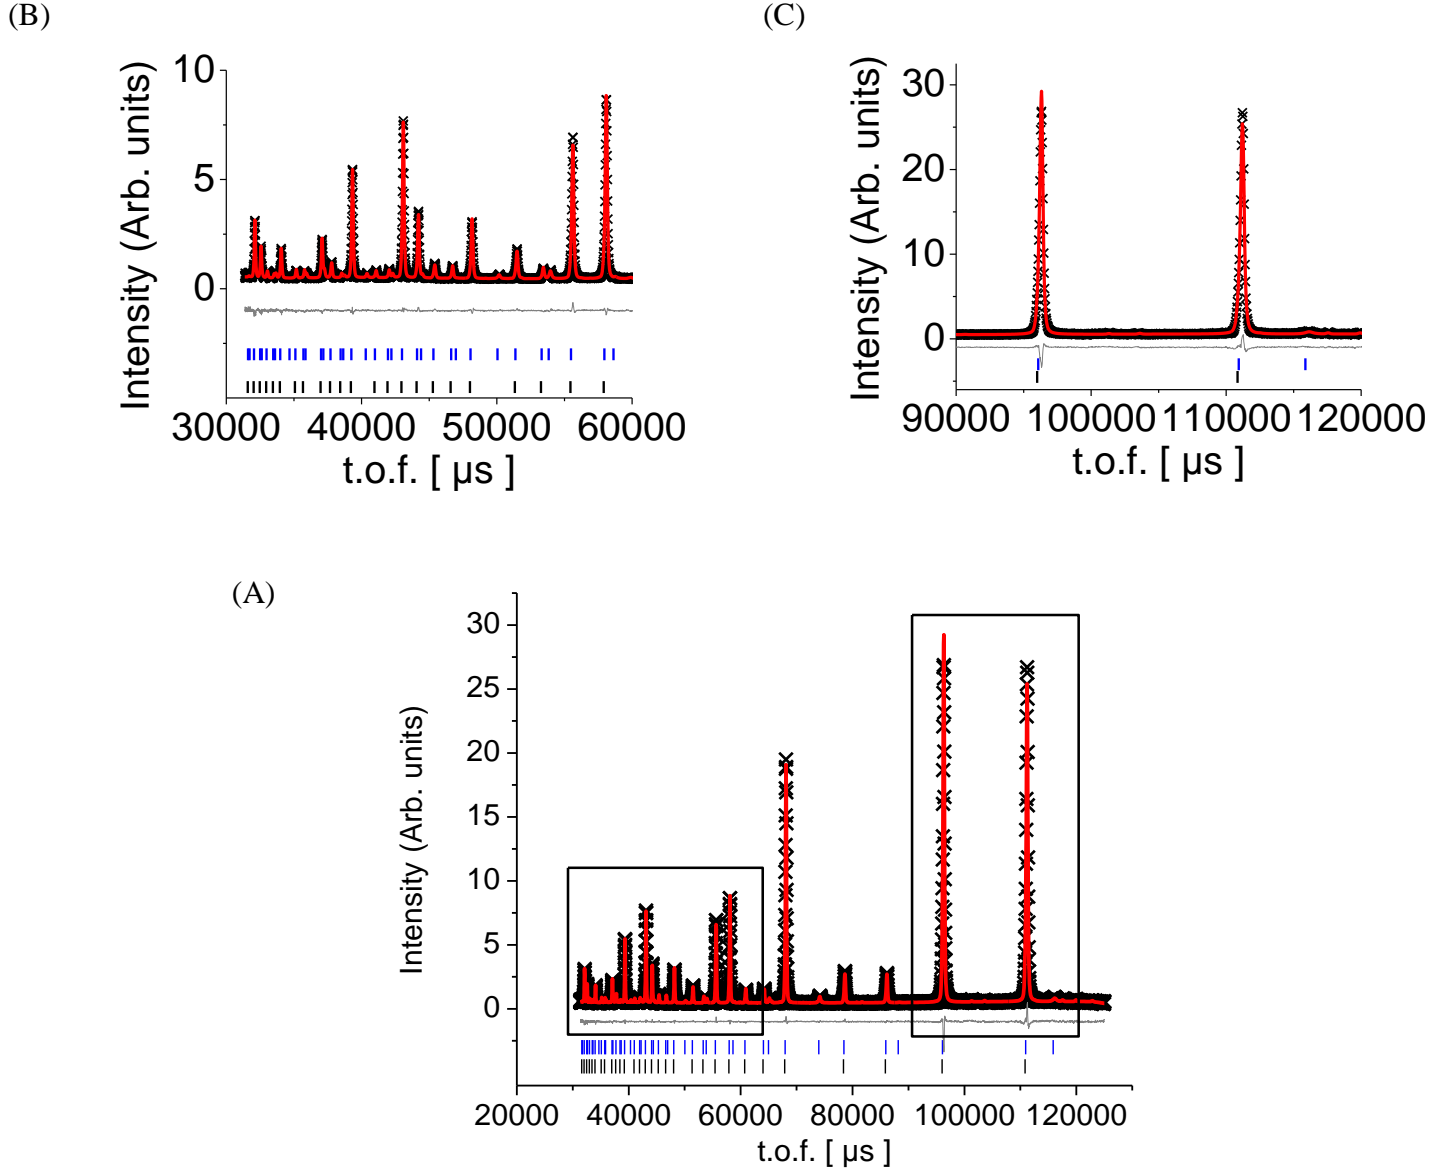 (B)
(C)
Intensity (Arb. units)
10
5
0
30000 40000 50000 60000
t.o.f. [ µs ]
Intensity (Arb. units)
30
20
10
0
90000 100000 110000 120000
t.o.f. [ µs ]
(A)
Intensity (Arb. units)
30
25
20
15
10
5
0
20000 40000 60000 80000 100000 120000
t.o.f. [ µs ]